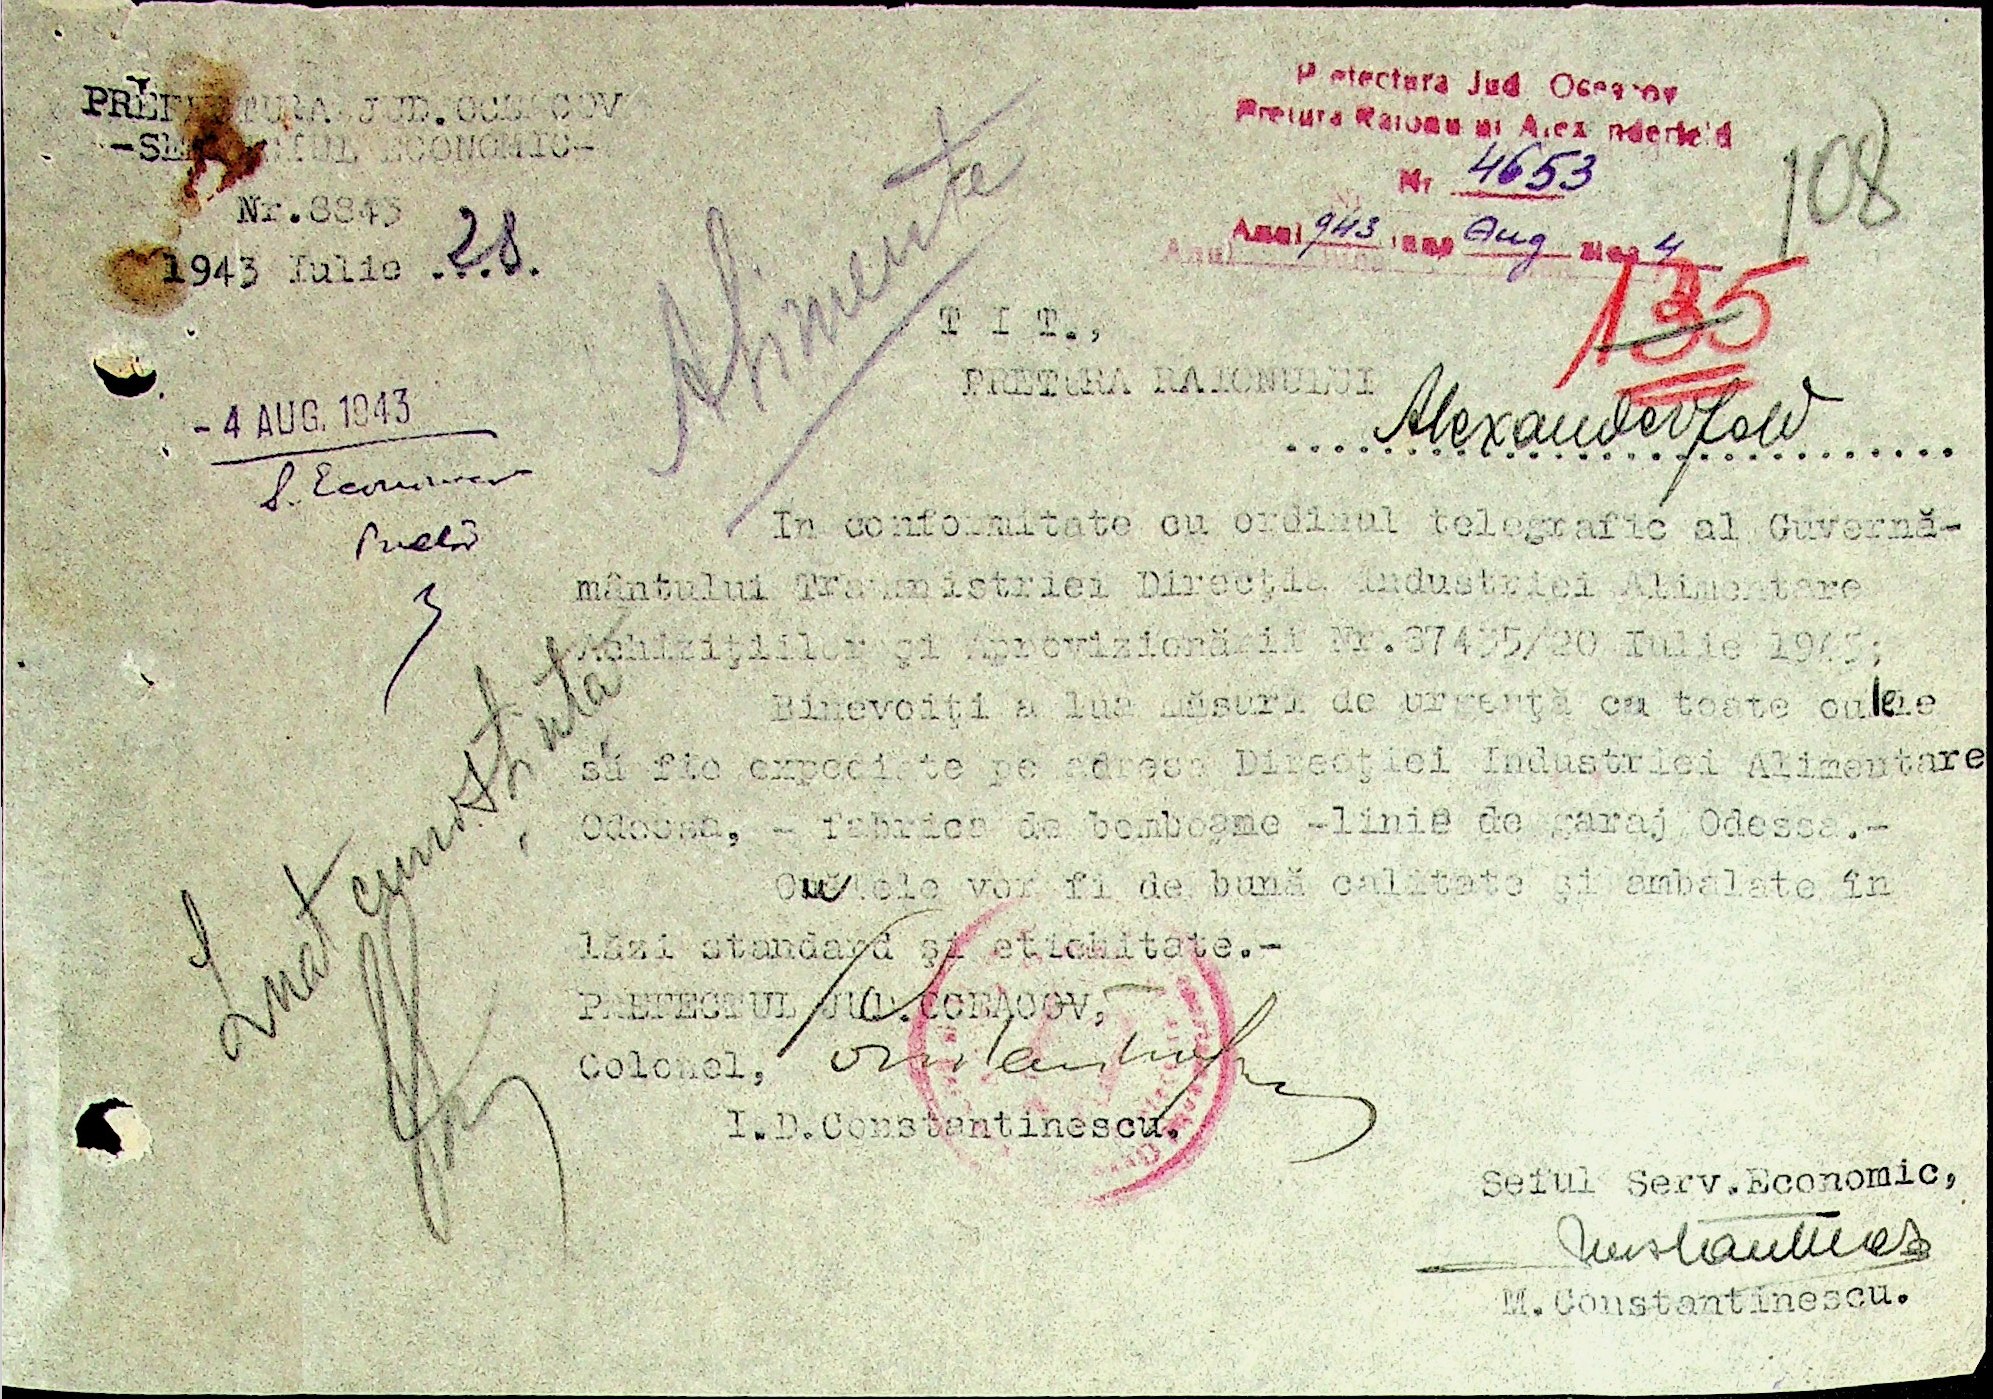 PREFECTURA JUD.OCEACOV
-SERVICIUL ECONOMIC-
Nr.8843
1943 Iulie .28.
Prefectura Jud. Oceacov
Pretura Raionului Alexanderfeld
Nr 4653
Anul 943 luna Aug ziua 4
108
135
Alimente
- 4 AUG. 1943
S. Economic
T I T.,
PRETURA RAIONULUI
....Alexanderfeld....
In conformitate cu ordinul telegrafic al Guvernă-
mântului Transnistriei Direcţia Industriei Alimentare
Achiziţiilor şi Aprovizionării Nr.87455/20 Iulie 1943;
Binevoiţi a lua măsuri de urgenţă ca toate ouăle
să fie expediate pe adresa Direcţiei Industriei Alimentare
Odessa, - fabrica de bomboane -linie de garaj Odessa.-
Ouălele vor fi de bună calitate şi ambalate în
lăzi standard şi etichitate.-
Luat cunoştinţă
PREFECTUL JUD.OCEACOV,
Colonel,
I.D.Constantinescu.
Seful Serv.Economic,
M.Constantinescu.